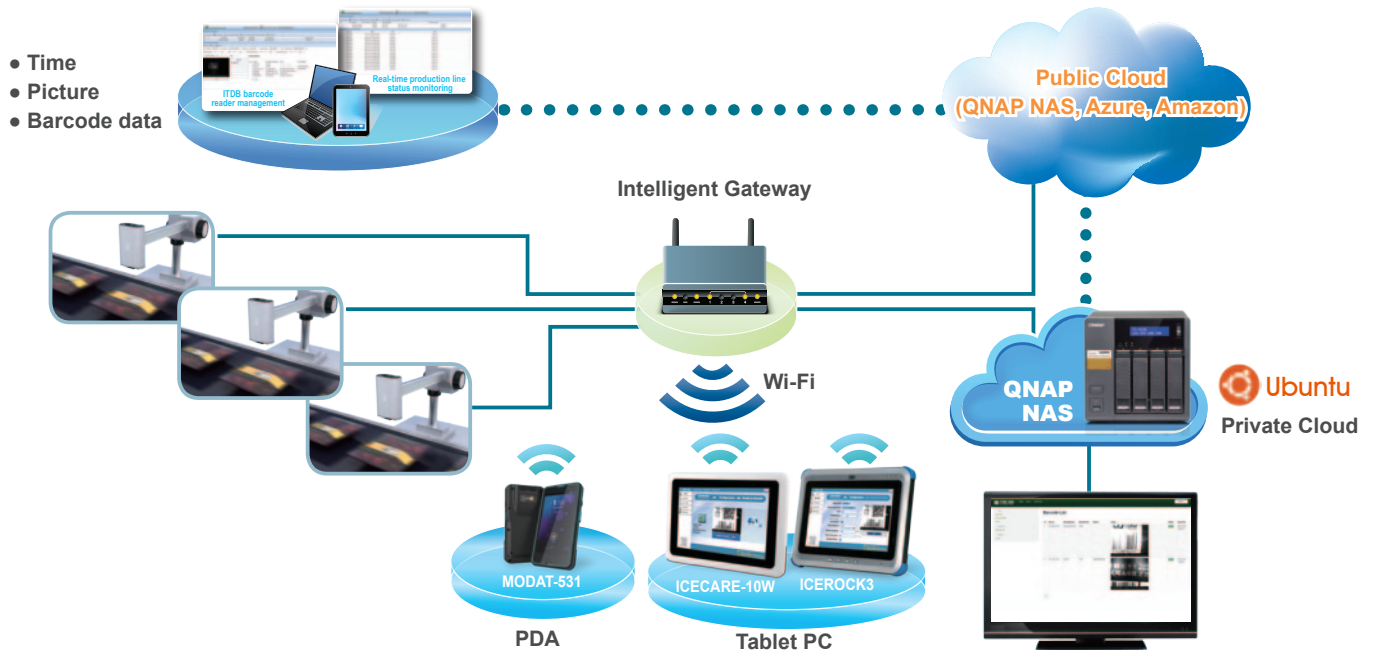 ● Time
● Picture
● Barcode data
ITDB barcode
reader management
Real-time production line
status monitoring
Public Cloud
(QNAP NAS, Azure, Amazon)
Intelligent Gateway
Wi-Fi
QNAP
NAS
Ubuntu
Private Cloud
MODAT-531
ICECARE-10W
ICEROCK3
PDA
Tablet PC